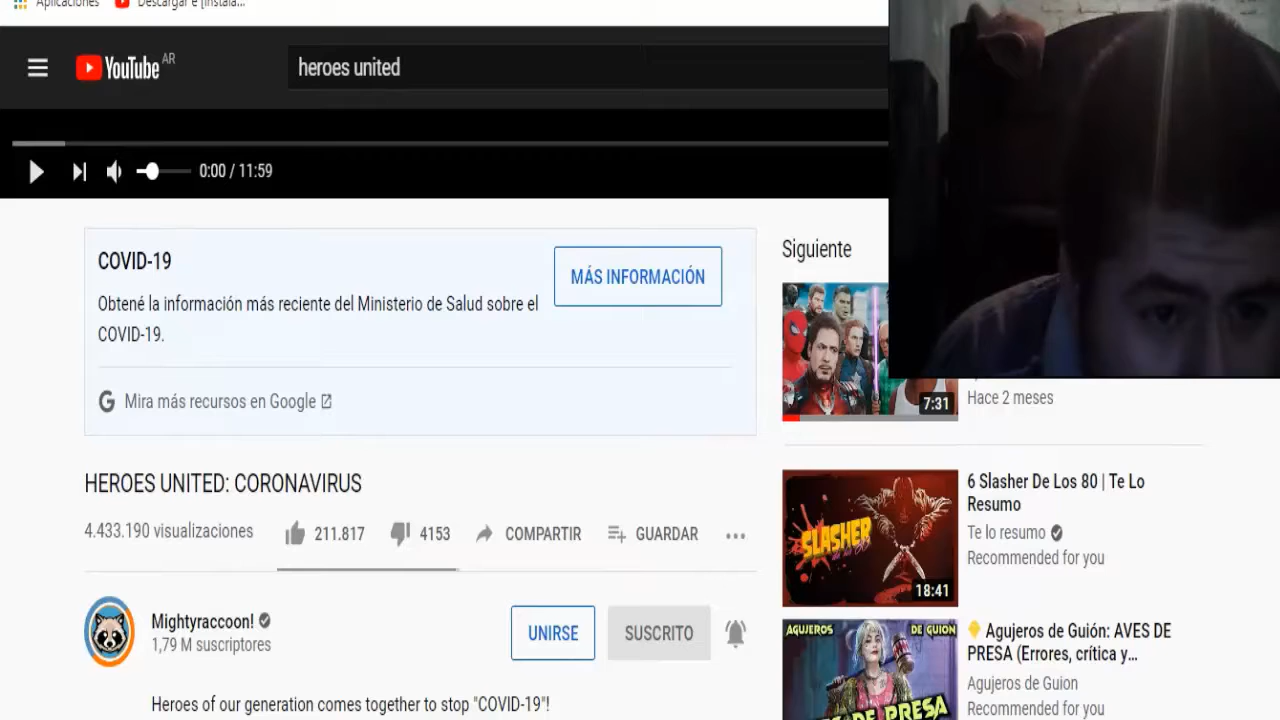 Aplicaciones
YouTube AR
heroes united
0:00 / 11:59
COVID-19
MÁS INFORMACIÓN
Obtené la información más reciente del Ministerio de Salud sobre el
COVID-19.
Mira más recursos en Google
Siguiente
7:31
Hace 2 meses
HEROES UNITED: CORONAVIRUS
4.433.190 visualizaciones
211.817
4153
COMPARTIR
GUARDAR
Mightyraccoon!
1,79 M suscriptores
UNIRSE
SUSCRITO
Heroes of our generation comes together to stop "COVID-19"!
SLASHER
18:41
6 Slasher De Los 80 | Te Lo
Resumo
Te lo resumo
Recommended for you
AGUJEROS DE GUION
DE PRESA
Agujeros de Guión: AVES DE
PRESA (Errores, crítica y...
Agujeros de Guion
Recommended for you